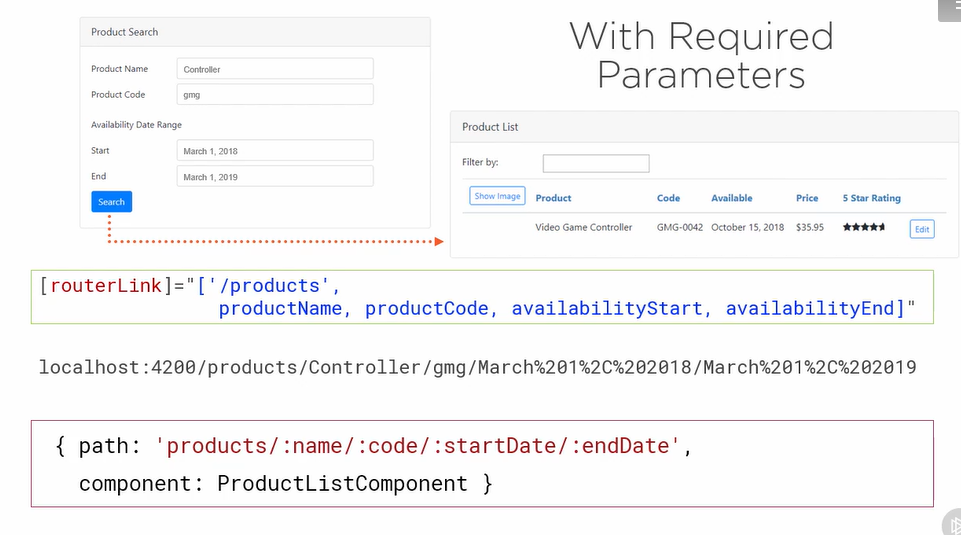 With Required
Parameters
Product Search
Product Name
Controller
Product Code
gmg
Availability Date Range
Start
March 1, 2018
End
March 1, 2019
Search
Product List
Filter by:
Show Image Product Code Available Price 5 Star Rating
Video Game Controller GMG-0042 October 15, 2018 $35.95 Edit
[routerLink]="['/products',
productName, productCode, availabilityStart, availabilityEnd]"
localhost:4200/products/Controller/gmg/March%201%2C%202018/March%201%2C%202019
{ path: 'products/:name/:code/:startDate/:endDate',
component: ProductListComponent }